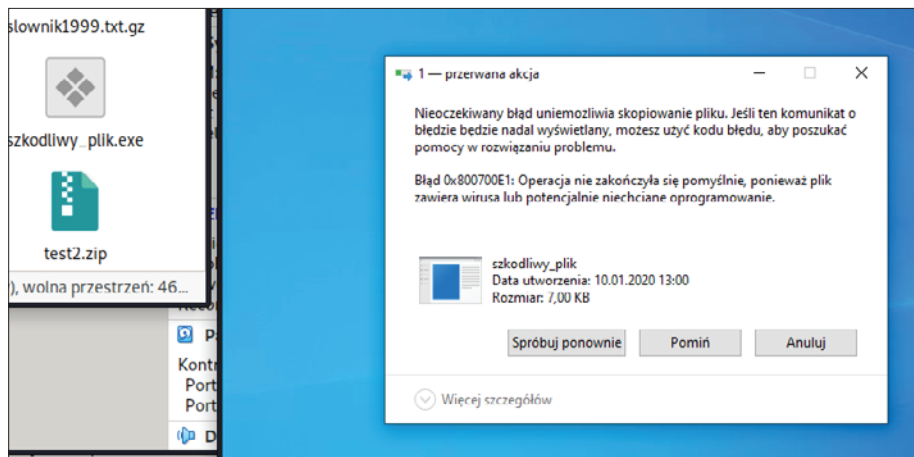 slownik1999.txt.gz
szkodliwy_plik.exe
test2.zip
), wolna przestrzeń: 46...
P
Kontr
Port
Port
D
1 — przerwana akcja
Nieoczekiwany błąd uniemożliwia skopiowanie pliku. Jeśli ten komunikat o
błędzie będzie nadal wyświetlany, możesz użyć kodu błędu, aby poszukać
pomocy w rozwiązaniu problemu.
Błąd 0x800700E1: Operacja nie zakończyła się pomyślnie, ponieważ plik
zawiera wirusa lub potencjalnie niechciane oprogramowanie.
szkodliwy_plik
Data utworzenia: 10.01.2020 13:00
Rozmiar: 7,00 KB
Spróbuj ponownie
Pomiń
Anuluj
Więcej szczegółów